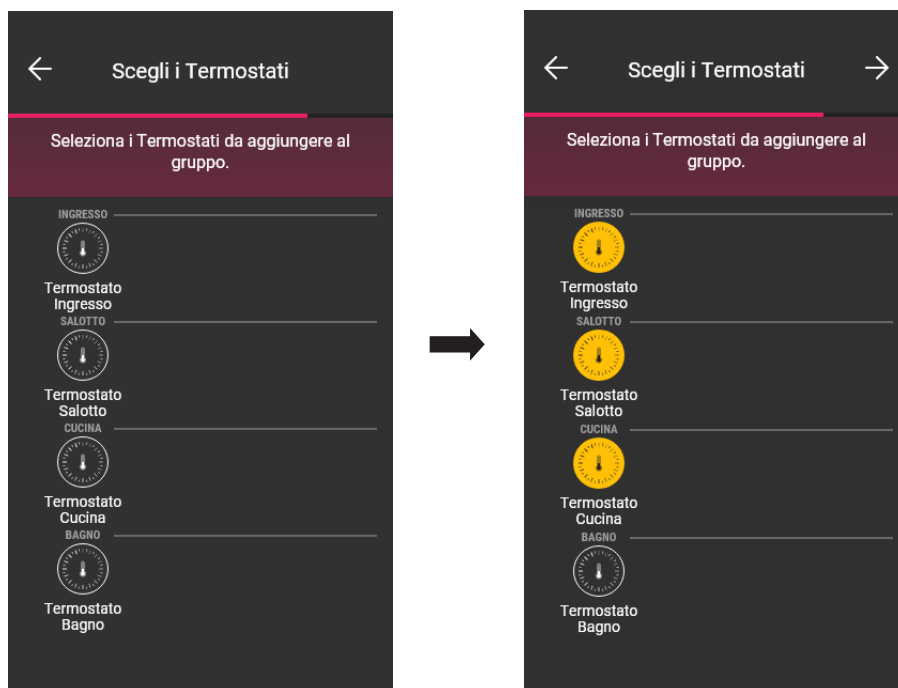 Scegli i Termostati
Seleziona i Termostati da aggiungere al
gruppo.
INGRESSO
Termostato
Ingresso
SALOTTO
Termostato
Salotto
CUCINA
Termostato
Cucina
BAGNO
Termostato
Bagno
Scegli i Termostati
Seleziona i Termostati da aggiungere al
gruppo.
INGRESSO
Termostato
Ingresso
SALOTTO
Termostato
Salotto
CUCINA
Termostato
Cucina
BAGNO
Termostato
Bagno